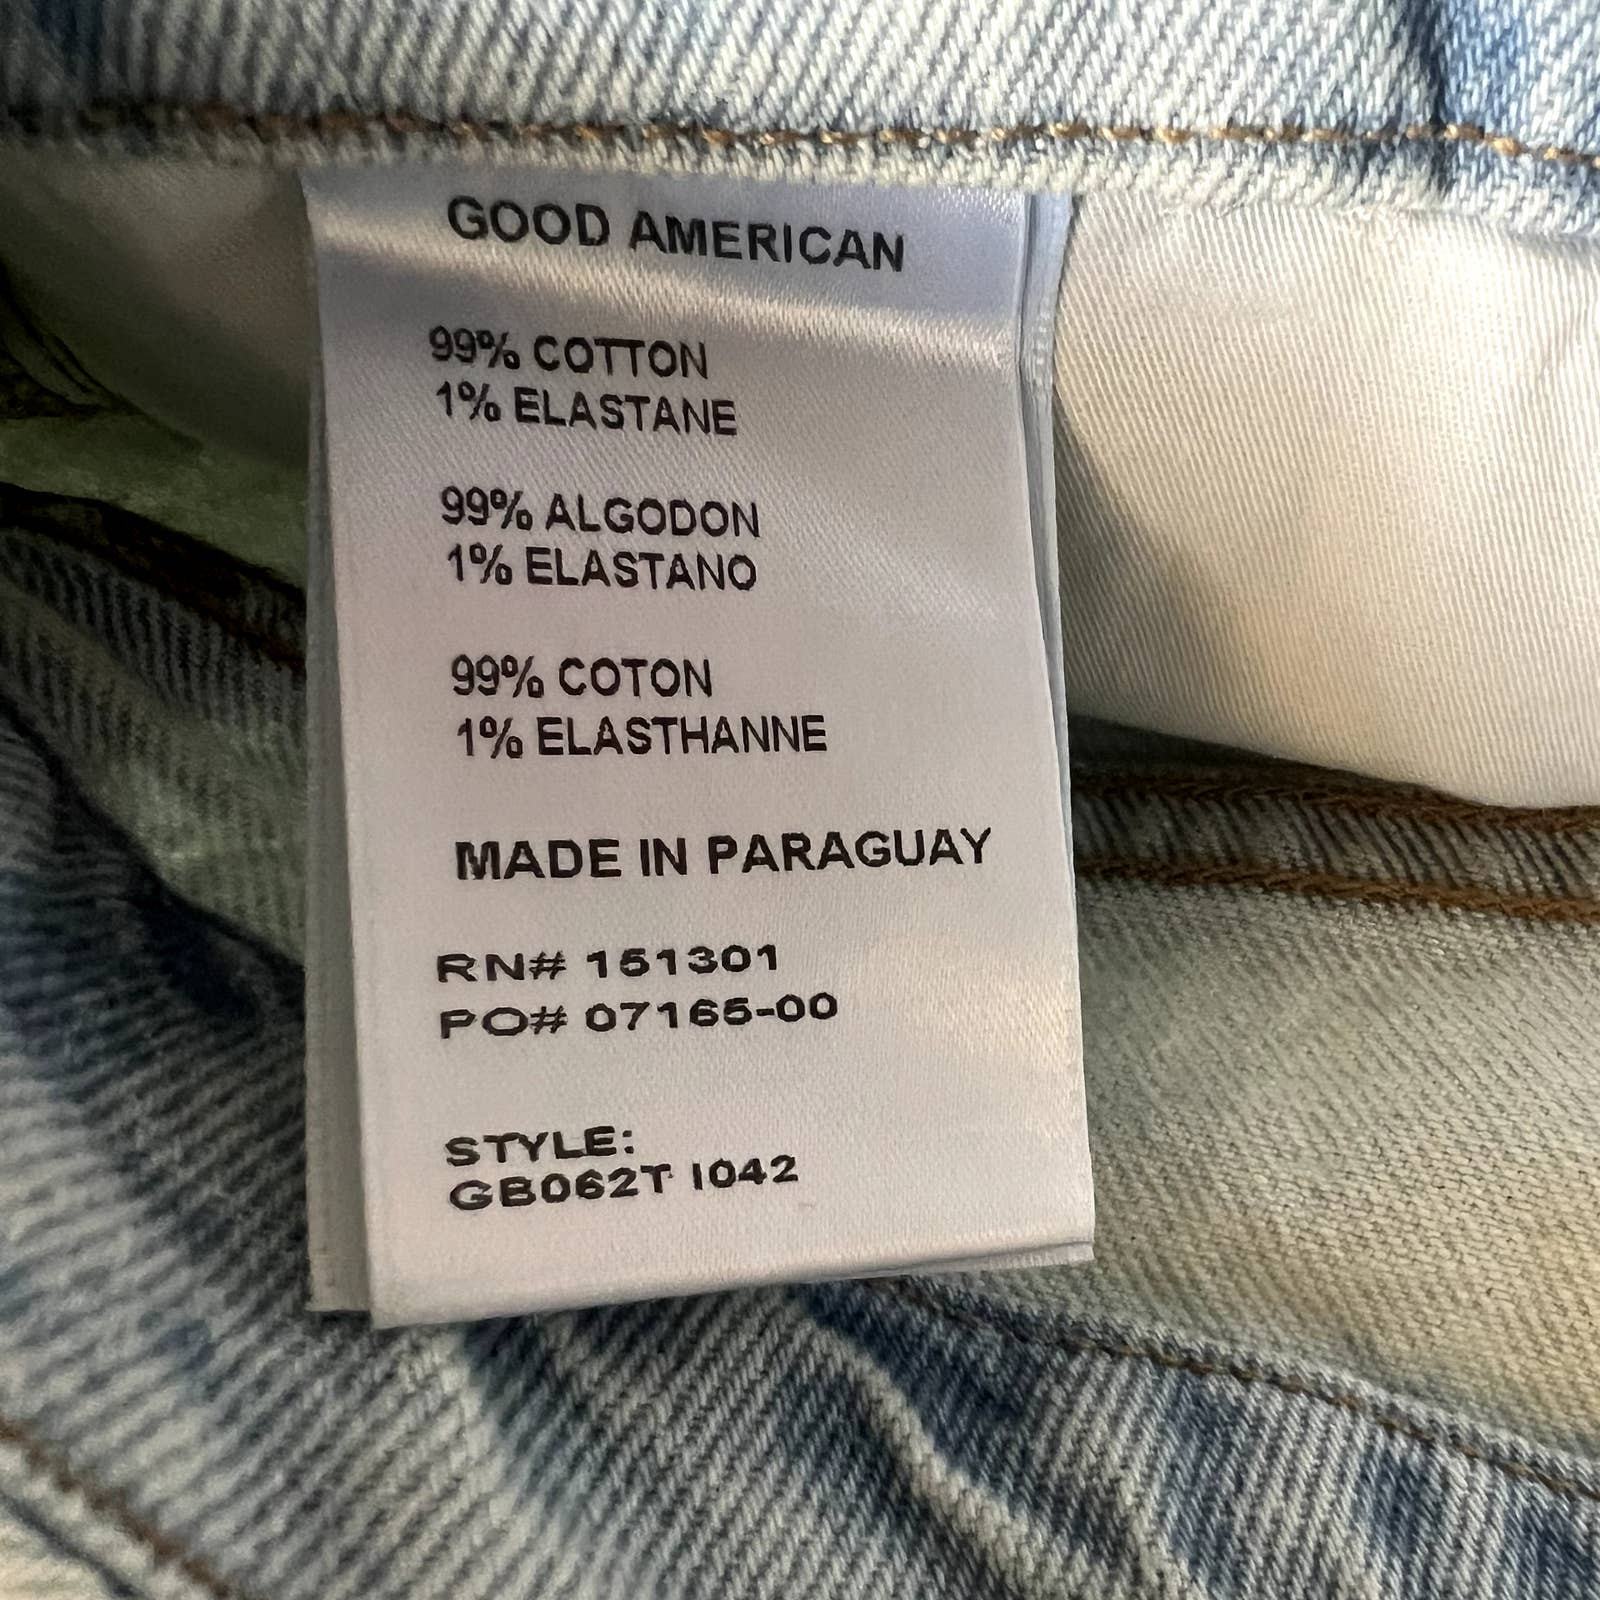 GOOD AMERICAN
99% COTTON
1% ELASTANE
99% ALGODON
1% ELASTANO
99% COTON
1% ELASTHANNE
MADE IN PARAGUAY
RN# 151301
PO# 07165-00
STYLE:
GB062T I042